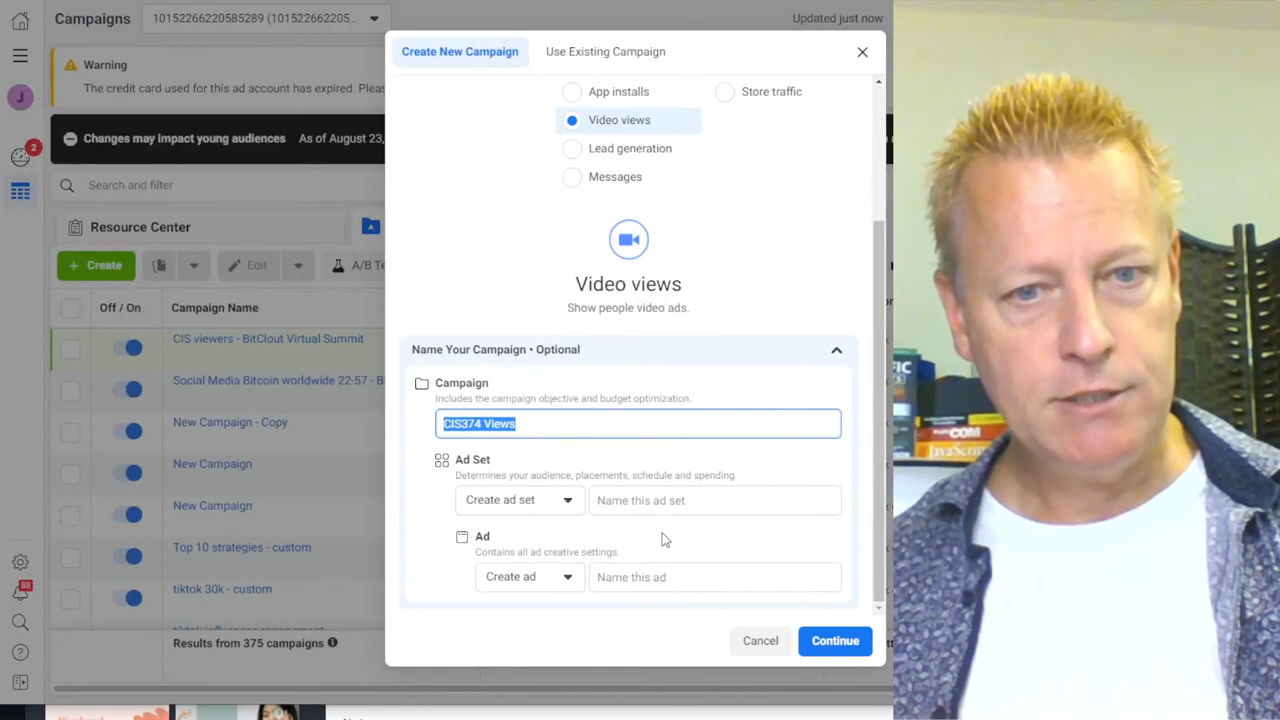 Campaigns
10152266220585289 (101522662205...
Updated just now
Create New Campaign
Use Existing Campaign
Warning
The credit card used for this ad account has expired. Pleas
Changes may impact young audiences
As of August 23,
App installs
Store traffic
Video views
Lead generation
Messages
J
2
Search and filter
Resource Center
Video views
Show people video ads.
+ Create
Edit
A/B Te
Off / On
Campaign Name
CIS viewers - BitClout Virtual Summit
Social Media Bitcoin worldwide 22-57 - B
New Campaign - Copy
New Campaign
New Campaign
Top 10 strategies - custom
tiktok 30k - custom
Results from 375 campaigns
Name Your Campaign • Optional
Campaign
Includes the campaign objective and budget optimization.
CIS374 Views
Ad Set
Determines your audience, placements, schedule and spending.
Create ad set
Name this ad set
Ad
Contains all ad creative settings.
Create ad
Name this ad
Cancel
Continue
88
.COM
JavaScr